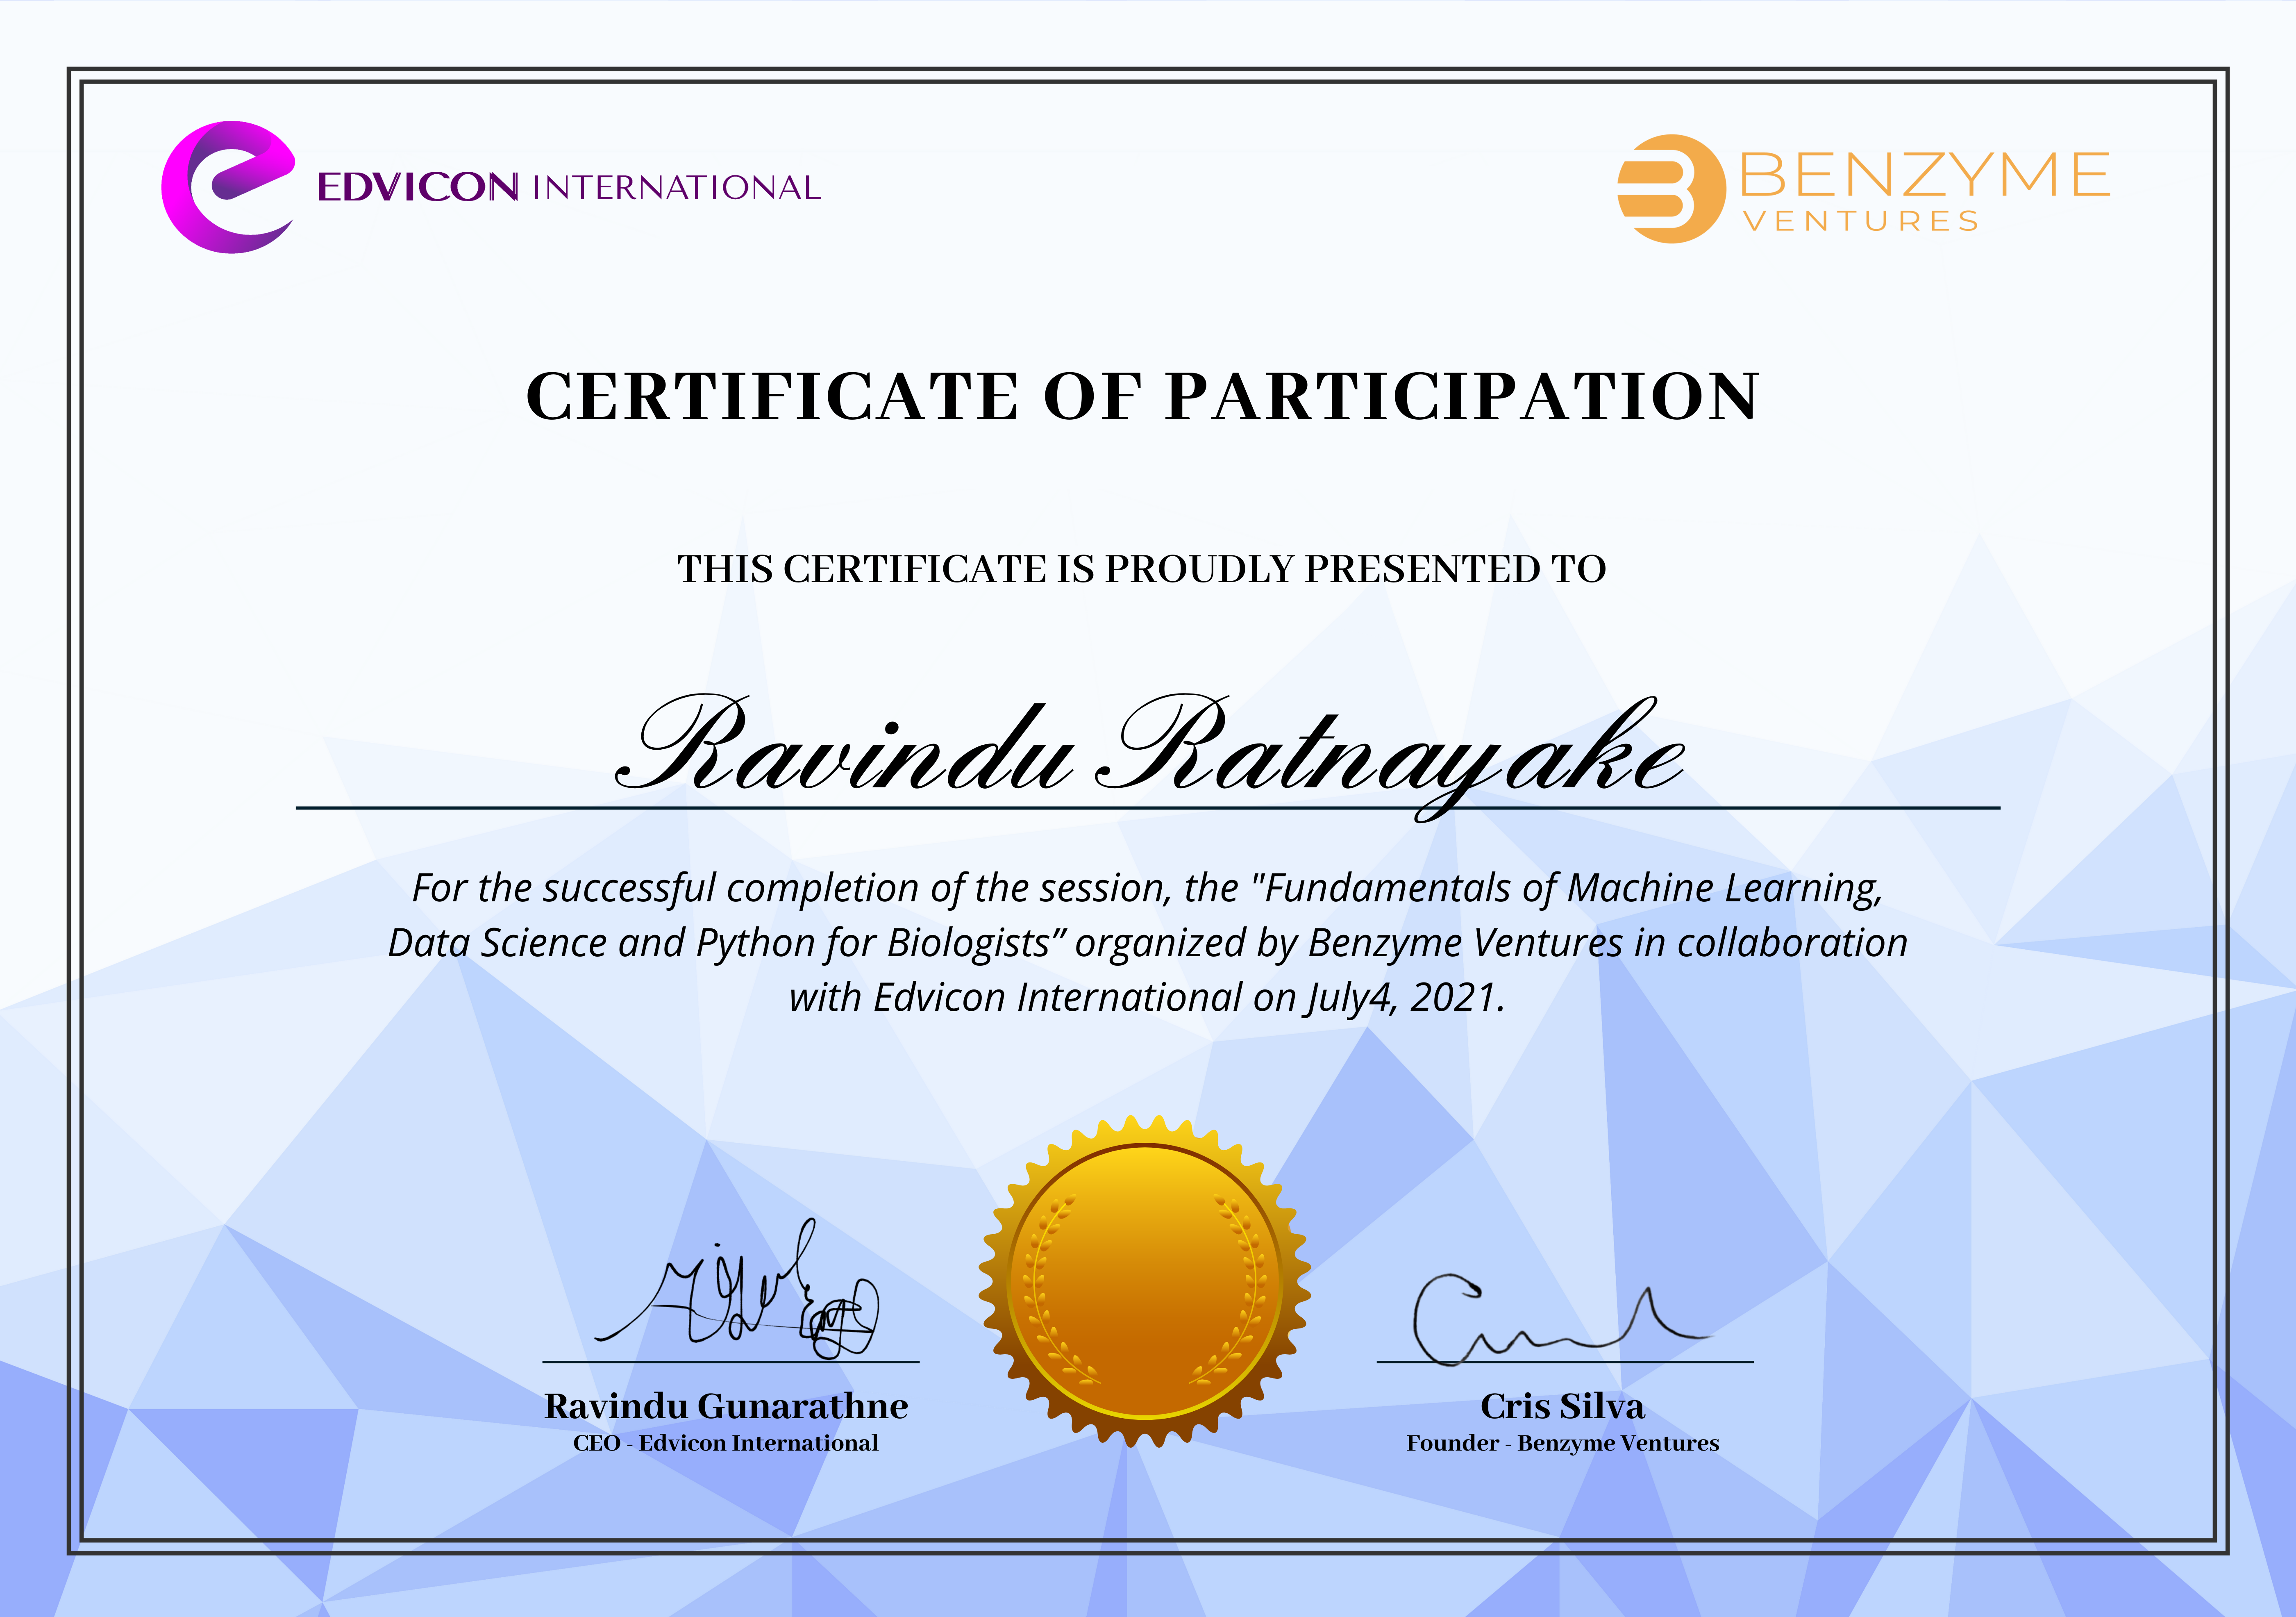 EDVICON INTERNATIONAL
BENZYME
VENTURES
CERTIFICATE OF PARTICIPATION
THIS CERTIFICATE IS PROUDLY PRESENTED TO
Ravindu Ratnayake
For the successful completion of the session, the "Fundamentals of Machine Learning,
Data Science and Python for Biologists” organized by Benzyme Ventures in collaboration
with Edvicon International on July4, 2021.
Ravindu Gunarathne
CEO - Edvicon International
Cris Silva
Founder - Benzyme Ventures